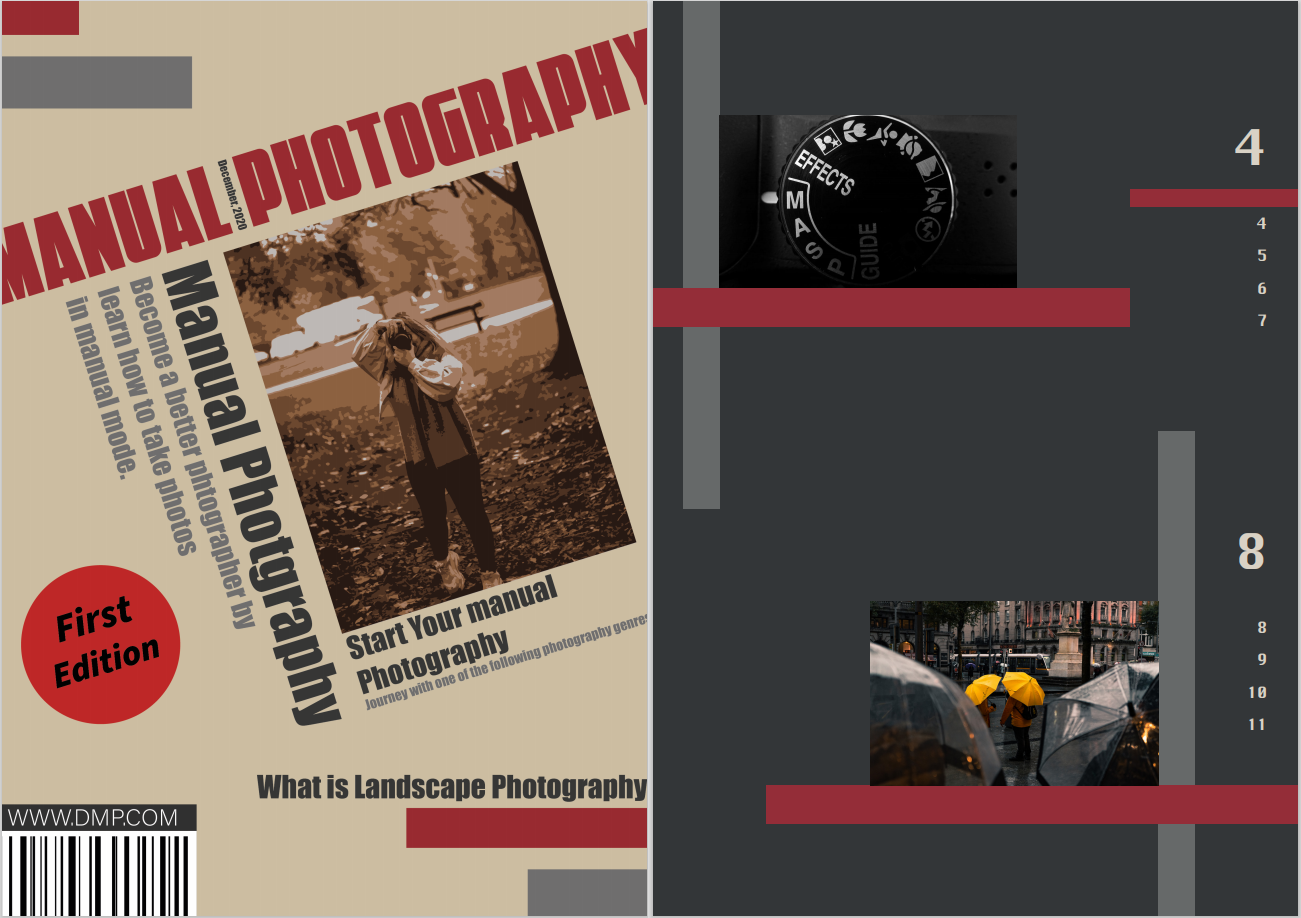 MANUAL PHOTOGRAPHY
December, 2020
Manual Photgraphy
Become a better phtographer by
learn how to take photos
in manual mode.
Start Your manual
Photography
Journey with one of the following photography genres
First
Edition
What is Landscape Photography
WWW.DMP.COM
EFFECTS
M
A
S
P
GUIDE
4
4
5
6
7
8
8
9
10
11